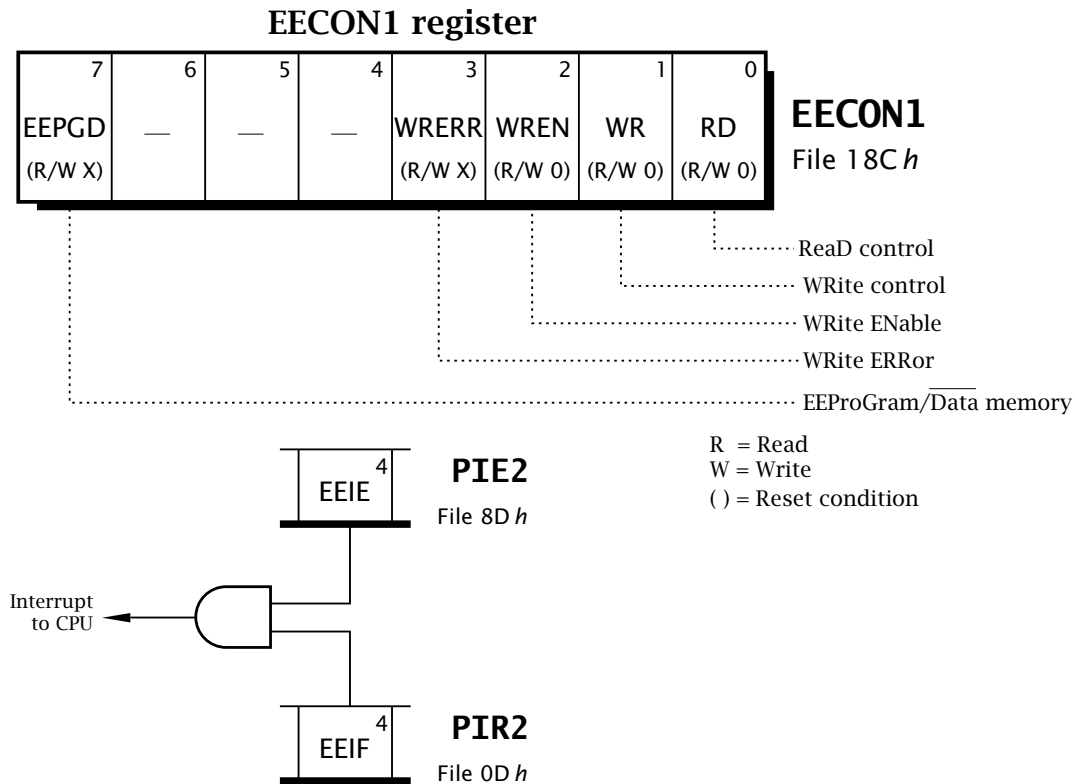 EECON1 register
7 6 5 4 3 2 1 0
EEPGD — — — WRERR WREN WR RD
(R/W X) (R/W X) (R/W 0) (R/W 0) (R/W 0)
EECON1
File 18C h
ReaD control
WRite control
WRite ENable
WRite ERRor
EEProGram/Data memory
R = Read
W = Write
( ) = Reset condition
4
EEIE
PIE2
File 8D h
Interrupt
to CPU
4
EEIF
PIR2
File 0D h